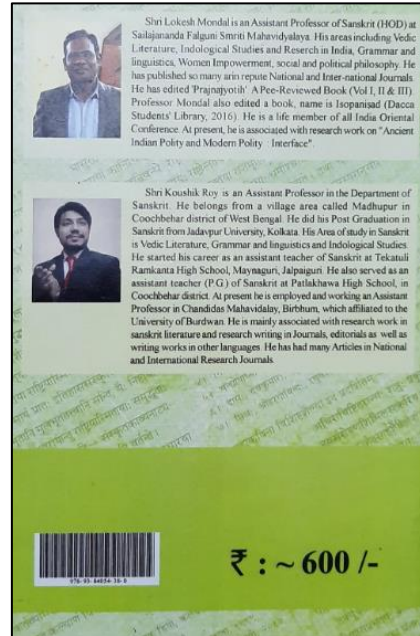 Shri Lokesh Mondal is an Assistant Professor of Sanskrit (HOD) at
Sailajananda Falguni Smriti Mahavidyalaya. His areas including Vedic
Literature, Indological Studies and Reserch in India, Grammar and
linguistics, Women Empowerment, social and political philosophy. He
has published so many arin repute National and Inter-national Journals.
He has edited 'Prajnajyotih' A Pee-Reviewed Book (Vol I, II & III).
Professor Mondal also edited a book, name is Isopanisad (Dacca
Students' Library, 2016). He is a life member of all India Oriental
Conference. At present, he is associated with research work on "Ancient
Indian Polity and Modern Polity : Interface".
Shri Koushik Roy is an Assistant Professor in the Department of
Sanskrit. He belongs from a village area called Madhupur in
Coochbehar district of West Bengal. He did his Post Graduation in
Sanskrit from Jadavpur University, Kolkata. His Area of study in Sanskrit
is Vedic Literature, Grammar and linguistics and Indological Studies.
He started his career as an assistant teacher of Sanskrit at Tekatuli
Ramkanta High School, Maynaguri, Jalpaiguri. He also served as an
assistant teacher (P.G.) of Sanskrit at Patlakhawa High School, in
Coochbehar district. At present he is employed and working an Assistant
Professor in Chandidas Mahavidalay, Birbhum, which affiliated to the
University of Burdwan. He is mainly associated with research work in
sanskrit literature and research writing in Journals, editorials as well as
writing works in other languages. He has had many Articles in National
and International Research Journals.
₹ : ~ 600 /-